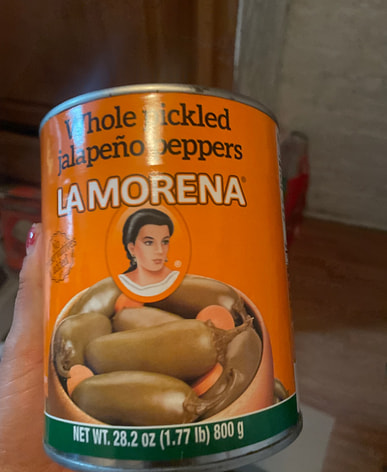 Whole pickled
jalapeño peppers
LA MORENA®
®
NET WT. 28.2 oz (1.77 lb) 800 g